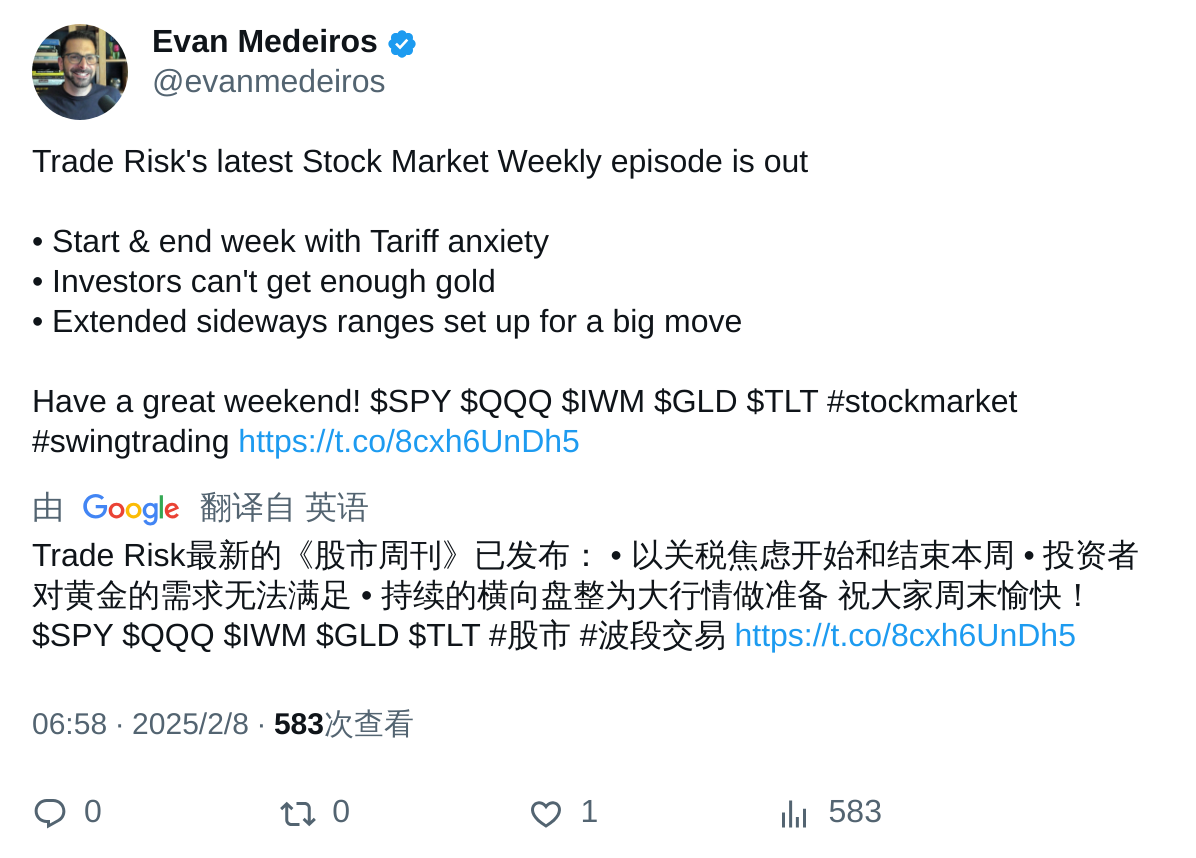 Evan Medeiros
@evanmedeiros
Trade Risk's latest Stock Market Weekly episode is out
• Start & end week with Tariff anxiety
• Investors can't get enough gold
• Extended sideways ranges set up for a big move
Have a great weekend! $SPY $QQQ $IWM $GLD $TLT #stockmarket
#swingtrading https://t.co/8cxh6UnDh5
由 Google 翻译自 英语
Trade Risk最新的《股市周刊》已发布： • 以关税焦虑开始和结束本周 • 投资者
对黄金的需求无法满足 • 持续的横向盘整为大行情做准备 祝大家周末愉快！
$SPY $QQQ $IWM $GLD $TLT #股市 #波段交易 https://t.co/8cxh6UnDh5
06:58 · 2025/2/8 · 583次查看
0 0 1 583